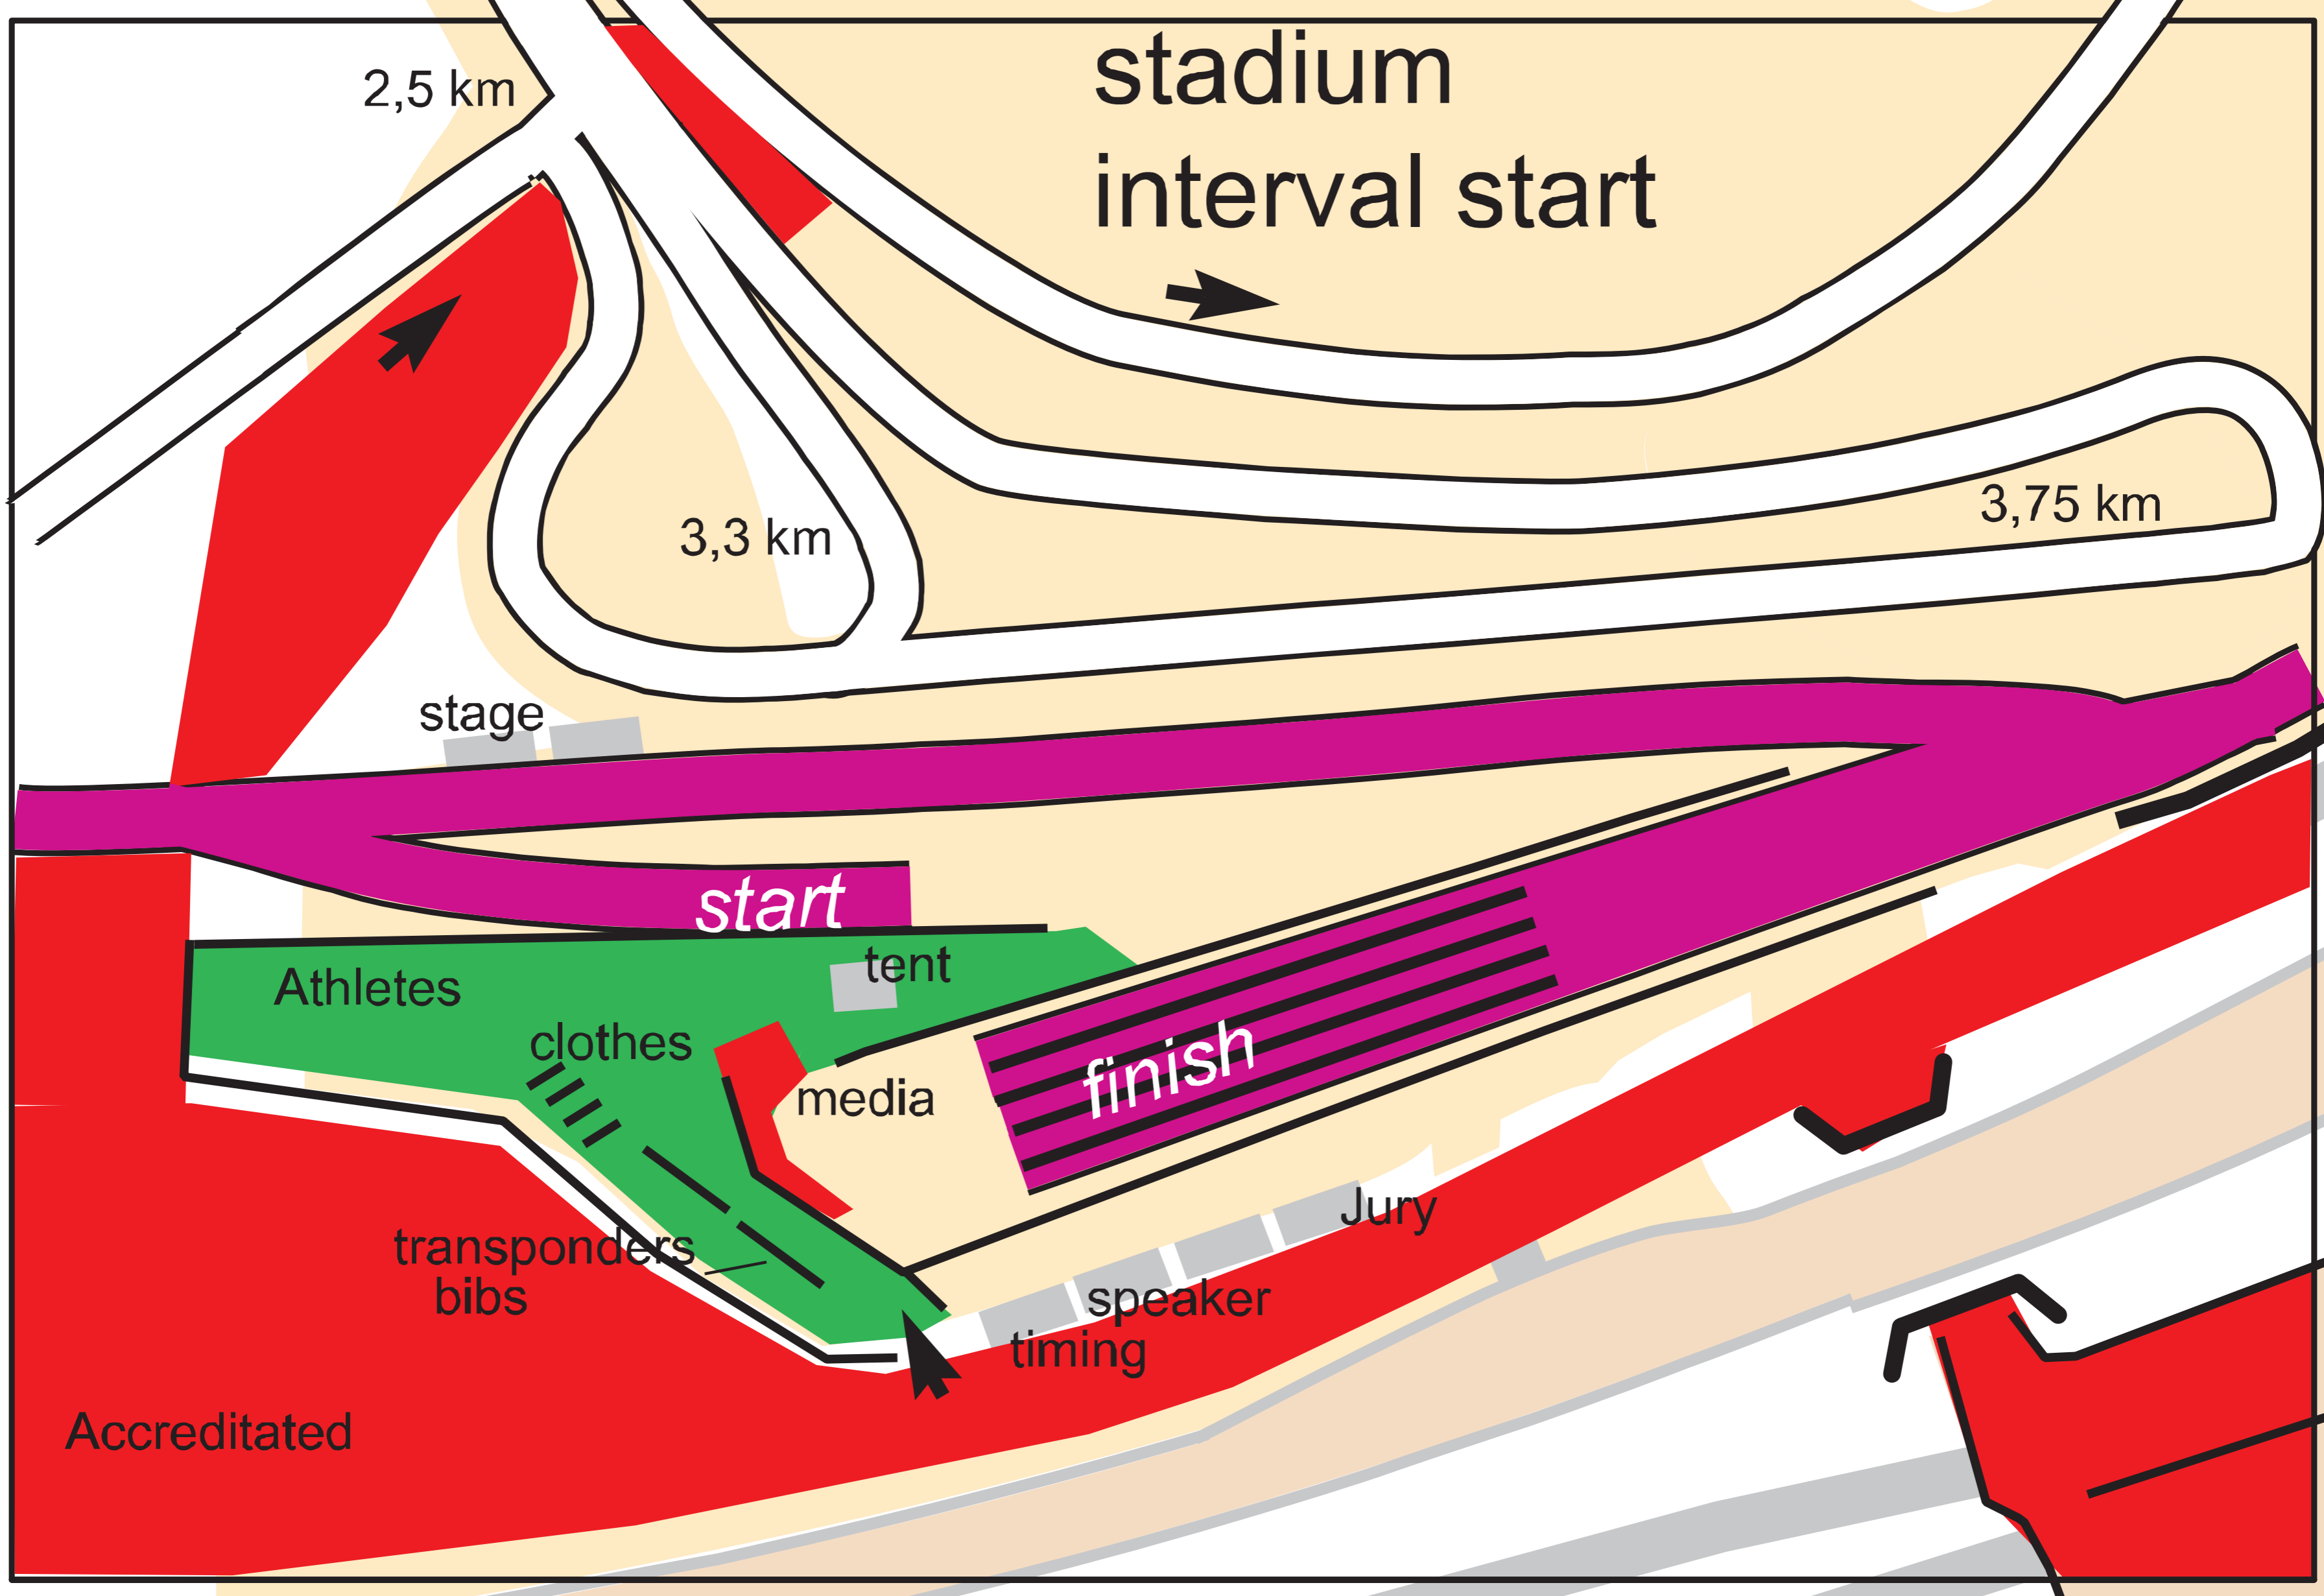 stadium
interval start
2,5 km
3,3 km
3,75 km
stage
start
Athletes
tent
clothes
media
finish
transponders
bibs
Jury
speaker
timing
Accreditated